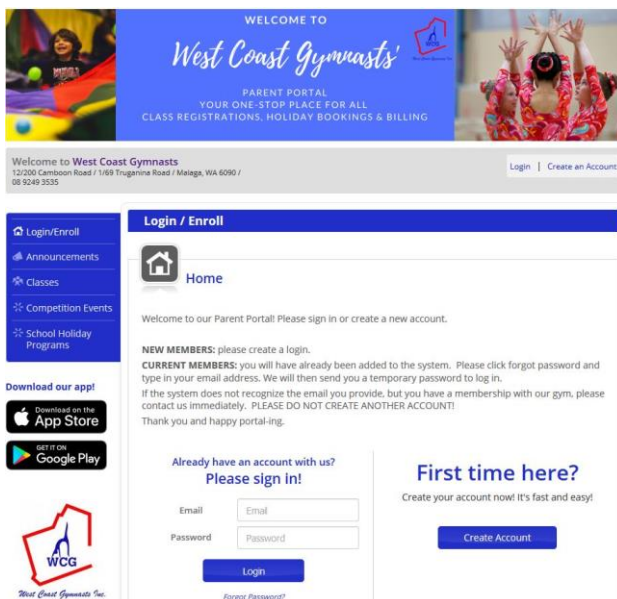 WELCOME TO
West Coast Gymnasts'
PARENT PORTAL
YOUR ONE-STOP PLACE FOR ALL
CLASS REGISTRATIONS, HOLIDAY BOOKINGS & BILLING
WCG
Welcome to West Coast Gymnasts
12/200 Camboon Road / 1/69 Truganina Road / Malaga, WA 6090 /
08 9249 3535
Login | Create an Account
Login/Enroll
Announcements
Classes
Competition Events
School Holiday
Programs
Download our app!
Download on the
App Store
GET IT ON
Google Play
WCG
West Coast Gymnasts Inc.
Login / Enroll
Home
Welcome to our Parent Portal! Please sign in or create a new account.
NEW MEMBERS: please create a login.
CURRENT MEMBERS: you will have already been added to the system. Please click forgot password and
type in your email address. We will then send you a temporary password to log in.
If the system does not recognize the email you provide, but you have a membership with our gym, please
contact us immediately. PLEASE DO NOT CREATE ANOTHER ACCOUNT!
Thank you and happy portal-ing.
Already have an account with us?
Please sign in!
Email
Email
Password
Password
Login
Forgot Password?
First time here?
Create your account now! It's fast and easy!
Create Account